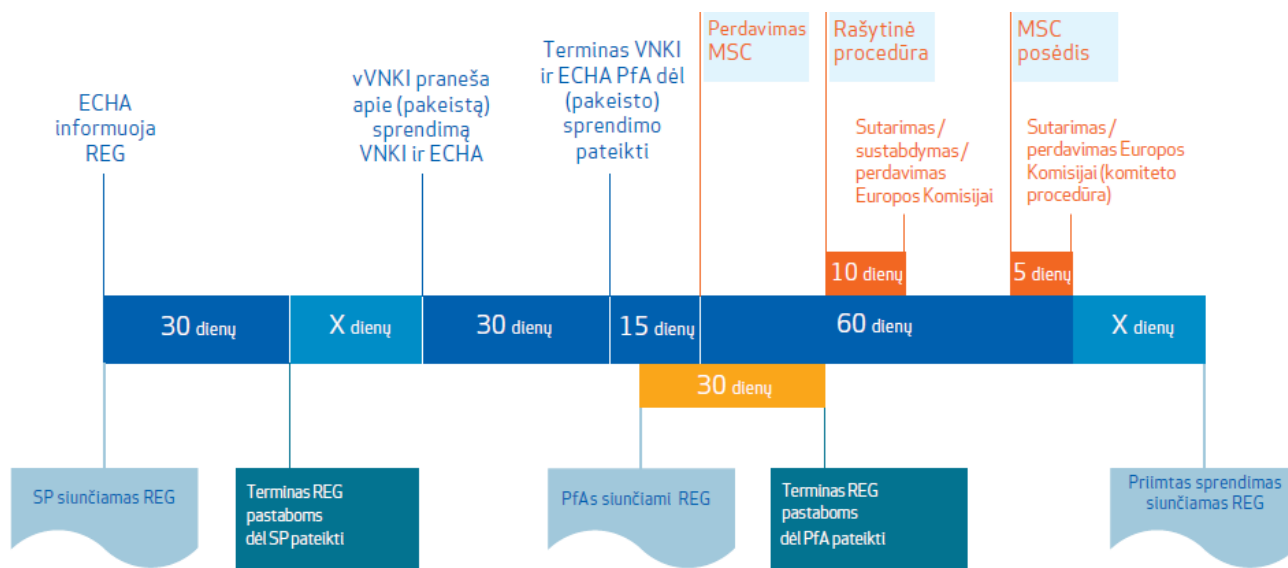 ECHA
informuoja
REG
vVNKI praneša
apie (pakeistą)
sprendimą
VNKI ir ECHA
Terminas VNKI
ir ECHA PfA dėl
(pakeisto)
sprendimo
pateikti
Perdavimas
MSC
Rašytinė
procedūra
MSC
posėdis
Sutarimas /
sustabdymas /
perdavimas
Europos Komisijai
Sutarimas /
perdavimas Europos
Komisijai (komiteto
procedūra)
10 dienų
5 dienų
30 dienų
X dienų
30 dienų
15 dienų
60 dienų
X dienų
30 dienų
SP siunčiamas REG
Terminas REG
pastaboms
dėl SP pateikti
PfAs siunčiami REG
Terminas REG
pastaboms
dėl PfA pateikti
Priimtas sprendimas
siunčiamas REG